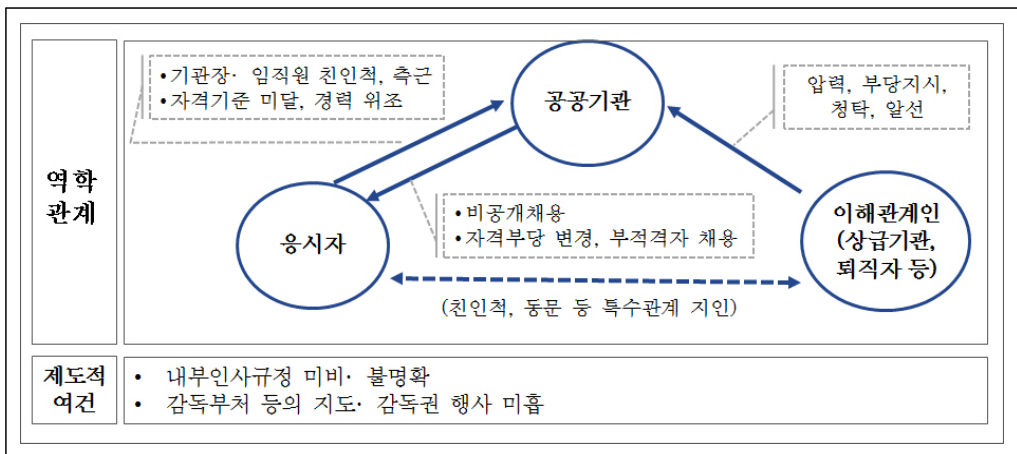 역학
관계
•기관장· 임직원 친인척, 측근
•자격기준 미달, 경력 위조
공공기관
압력, 부당지시,
청탁, 알선
응시자
•비공개채용
•자격부당 변경, 부적격자 채용
이해관계인
(상급기관,
퇴직자 등)
(친인척, 동문 등 특수관계 지인)
제도적
여건
• 내부인사규정 미비· 불명확
• 감독부처 등의 지도· 감독권 행사 미흡